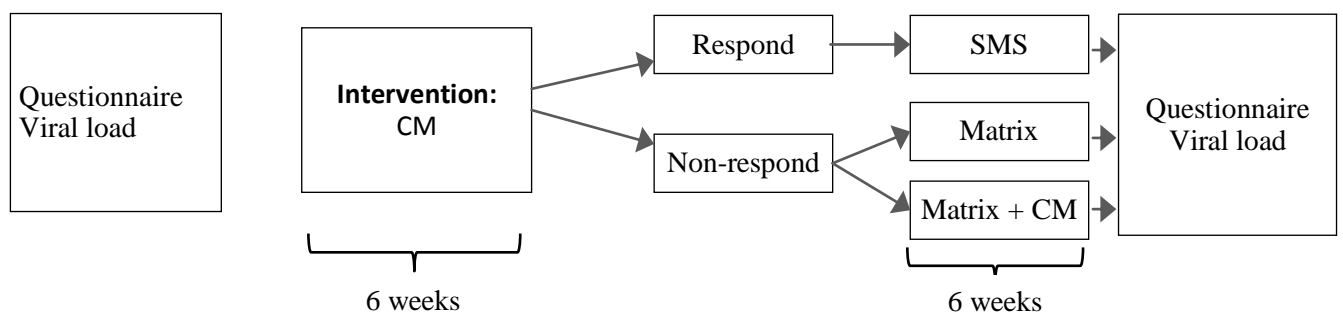 Questionnaire
Viral load
Intervention:
CM
Respond
Non-respond
SMS
Matrix
Matrix + CM
Questionnaire
Viral load
6 weeks
6 weeks